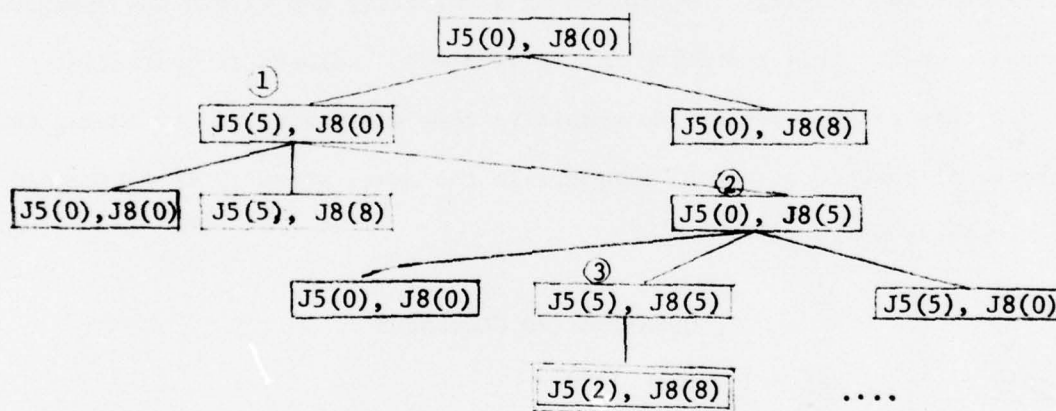 J5(0), J8(0)
①
J5(5), J8(0)
J5(0), J8(8)
②
J5(0),J8(0)
J5(5), J8(8)
J5(0), J8(5)
③
J5(0), J8(0)
J5(5), J8(5)
J5(5), J8(0)
J5(2), J8(8)
....